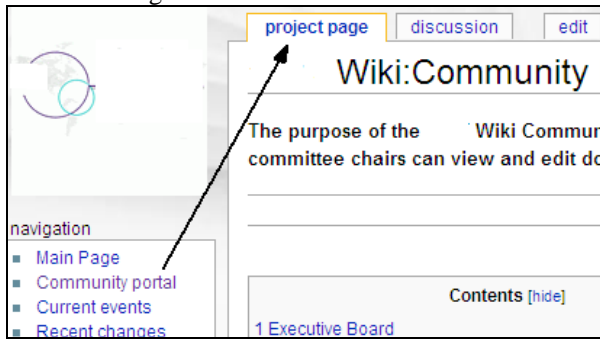 project page discussion edit
Wiki:Community
The purpose of the Wiki Commu
committee chairs can view and edit do
navigation
Main Page
Community portal
Current events
Recent changes
Contents [hide]
1 Executive Board